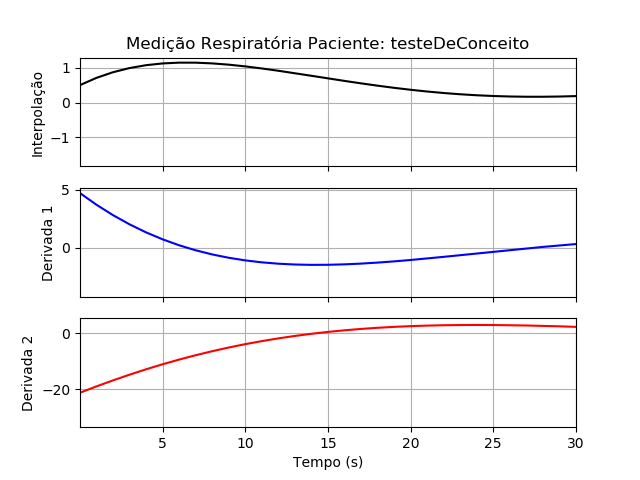 Medição Respiratória Paciente: testeDeConceito
1
0
−1
Interpolação
5
0
Derivada 1
0
−20
Derivada 2
5 10 15 20 25 30
Tempo (s)